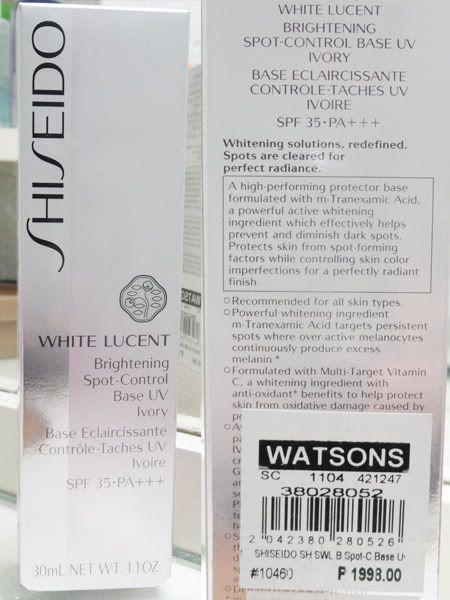 SHISEIDO
WHITE LUCENT
Brightening
Spot-Control
Base UV
Ivory
Base Eclaircissante
Contrôle-Taches UV
Ivoire
SPF 35·PA+++
30mL NET WT. 1.1OZ.
WHITE LUCENT
BRIGHTENING
SPOT-CONTROL BASE UV
IVORY
BASE ECLAIRCISSANTE
CONTROLE-TACHES UV
IVOIRE
SPF 35·PA+++
Whitening solutions, redefined.
Spots are cleared for
perfect radiance.
A high-performing protector base
formulated with m-Tranexamic Acid,
a powerful active whitening
ingredient which effectively helps
prevent and diminish dark spots.
Protects skin from spot-forming
factors while controlling skin color
imperfections for a perfectly radiant
finish.
○Recommended for all skin types.
○Powerful whitening ingredient
m-Tranexamic Acid targets persistent
spots where over-active melanocytes
continuously produce excess
melanin.*
○Formulated with Multi-Target Vitamin
C, a whitening ingredient with
anti-oxidant* benefits to help protect
skin from oxidative damage caused by
WATSONS
SC 1104 421247
38028052
2 042380 280526
SHISEIDO SH SWL B Spot-C Base UV
#10460 P 1998.00
WATSONS